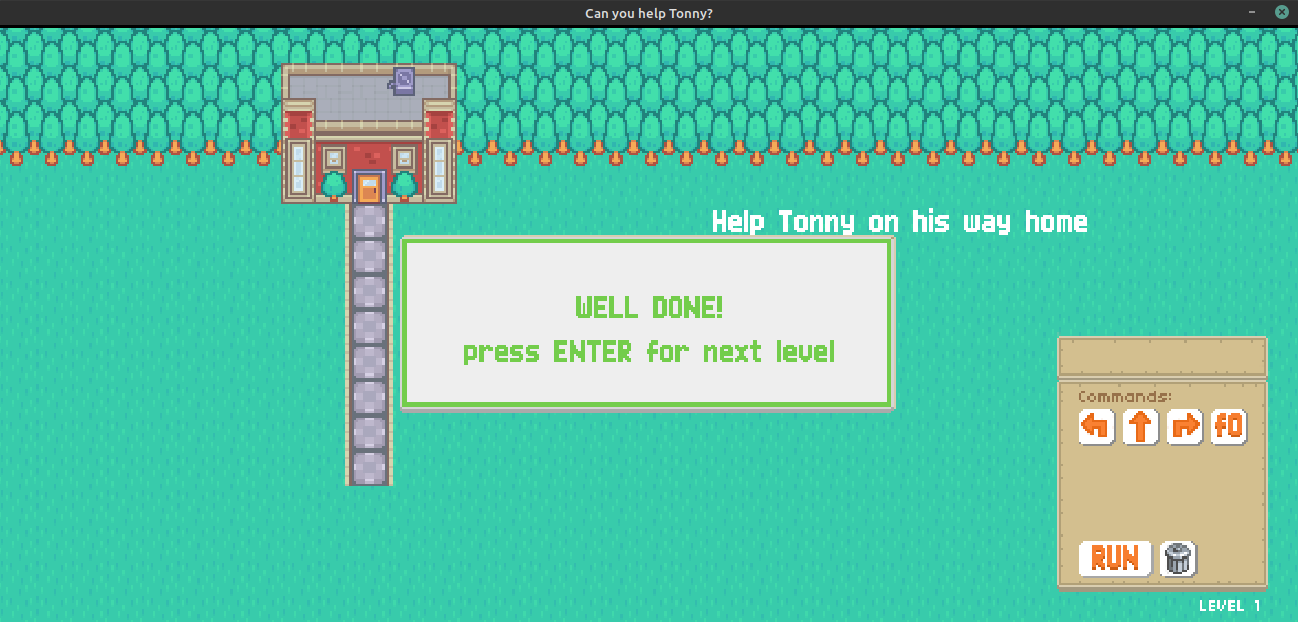 Can you help Tonny?
Help Tonny on his way home
WELL DONE!
press ENTER for next level
Commands:
f0
RUN
LEVEL 1